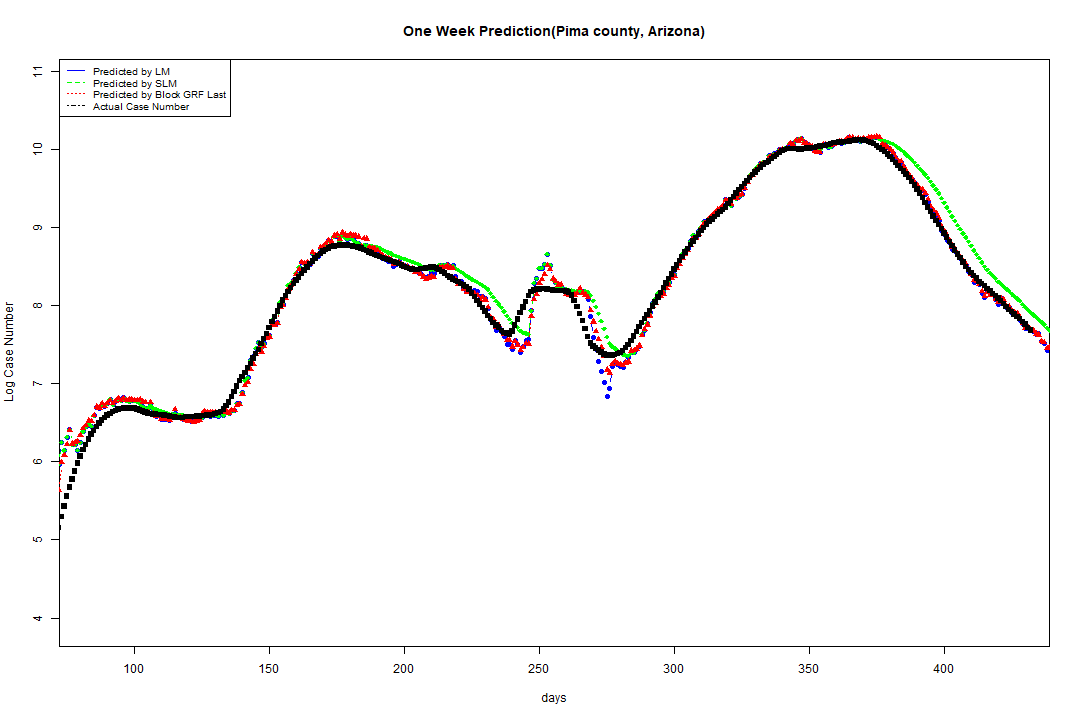 One Week Prediction(Pima county, Arizona)
Predicted by LM
Predicted by SLM
Predicted by Block GRF Last
Actual Case Number
Log Case Number
11
10
9
8
7
6
5
4
100 150 200 250 300 350 400
days